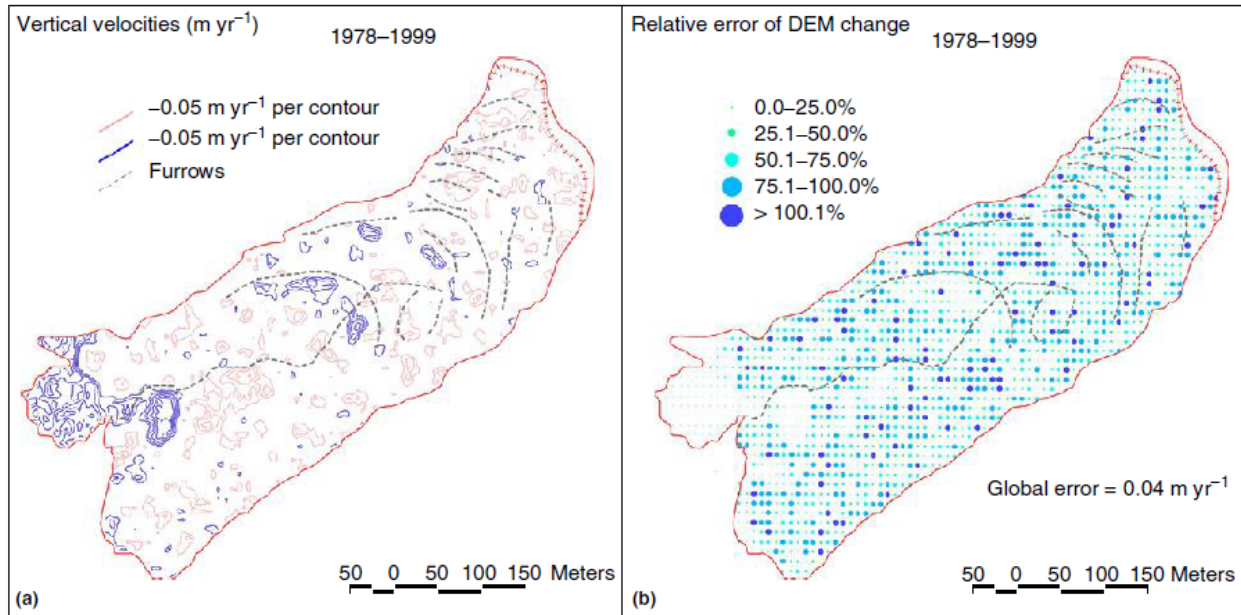 Vertical velocities (m yr⁻¹)
1978–1999
–0.05 m yr⁻¹ per contour
–0.05 m yr⁻¹ per contour
Furrows
50 0 50 100 150 Meters
(a)
Relative error of DEM change
1978–1999
0.0–25.0%
25.1–50.0%
50.1–75.0%
75.1–100.0%
> 100.1%
Global error = 0.04 m yr⁻¹
50 0 50 100 150 Meters
(b)